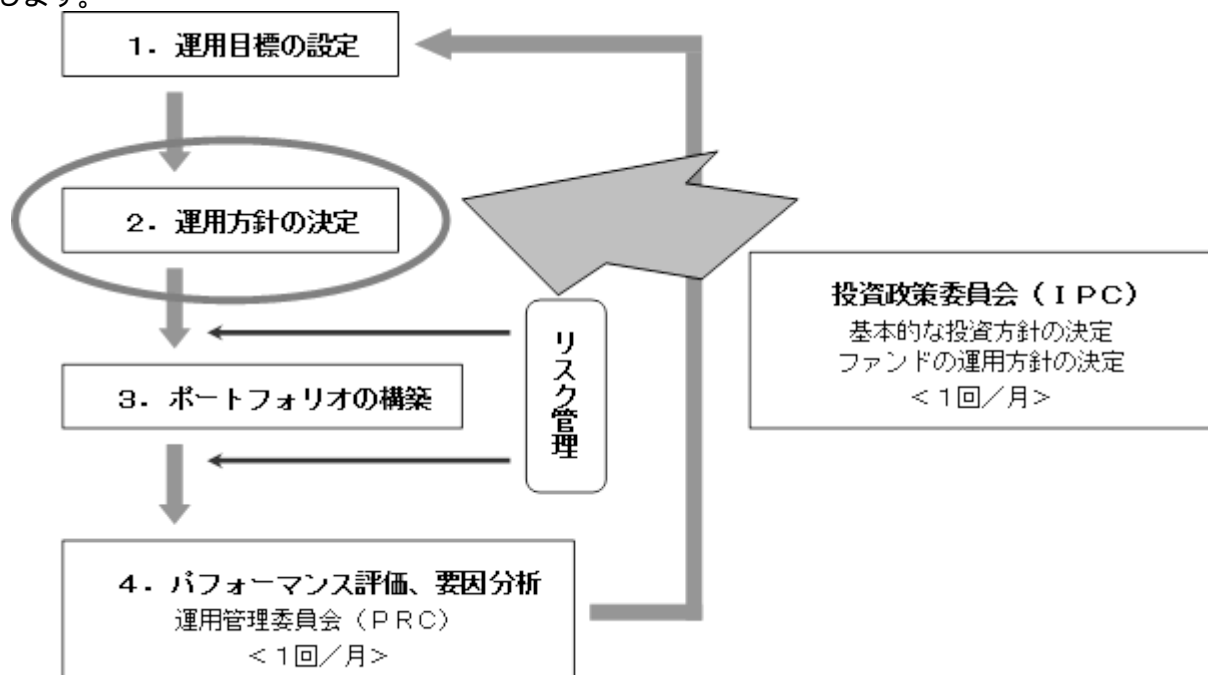 します。
１．運用目標の設定
２．運用方針の決定
３．ポートフォリオの構築
リスク管理
４．パフォーマンス評価、要因分析
運用管理委員会（ＰＲＣ）
＜１回／月＞
投資政策委員会（ＩＰＣ）
基本的な投資方針の決定
ファンドの運用方針の決定
＜１回／月＞